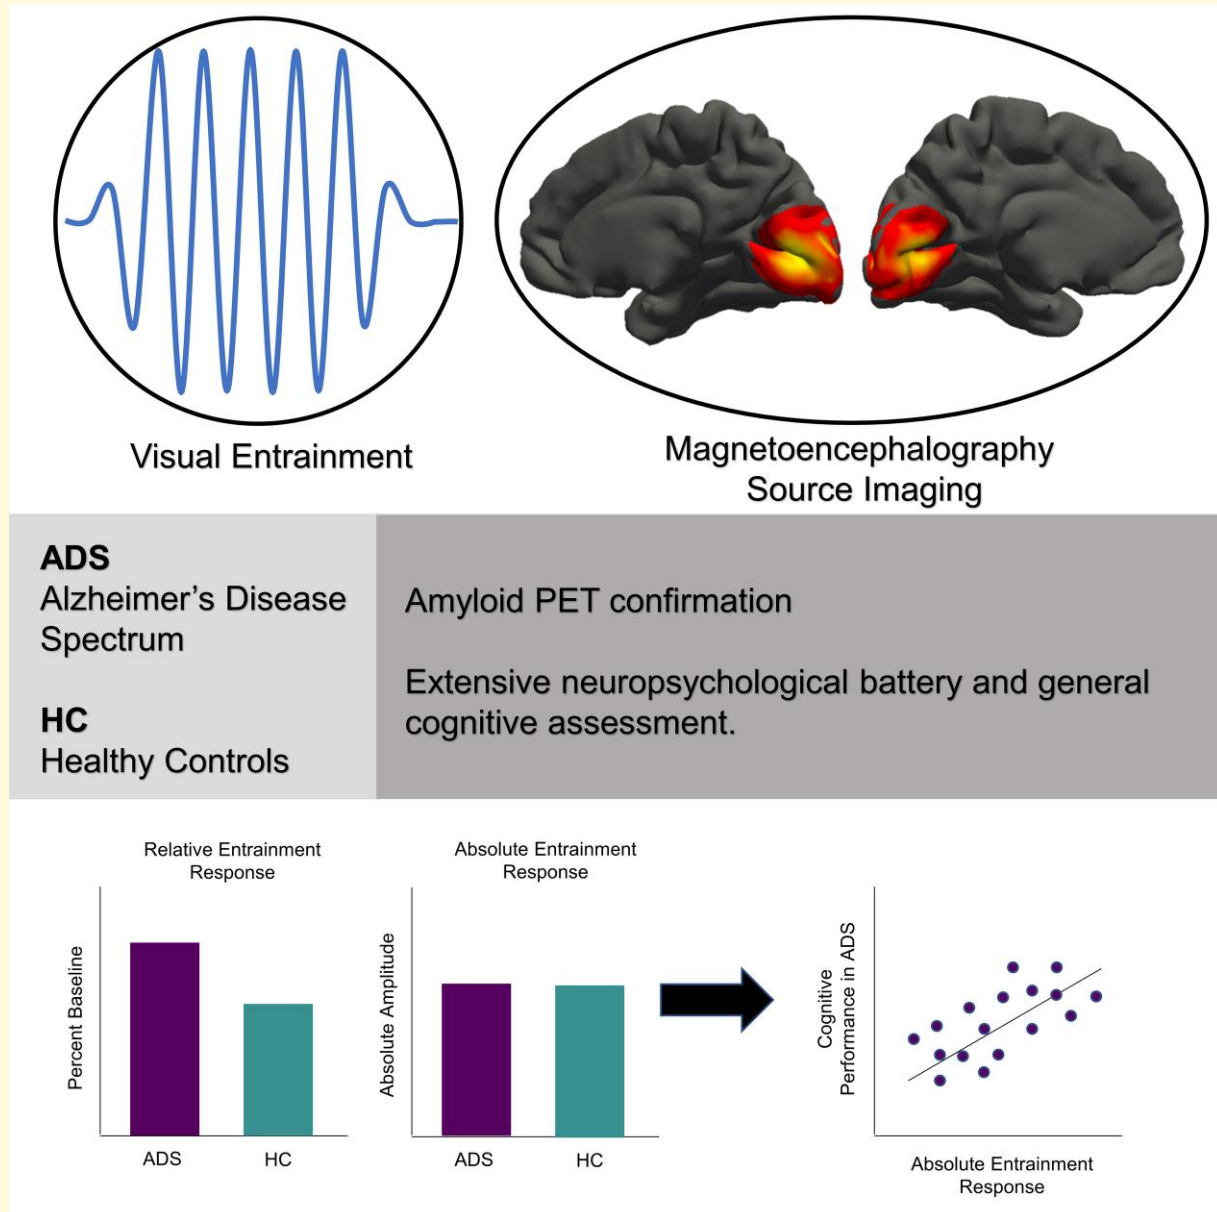 Visual Entrainment
Magnetoencephalography
Source Imaging
ADS
Alzheimer's Disease
Spectrum
HC
Healthy Controls
Amyloid PET confirmation
Extensive neuropsychological battery and general
cognitive assessment.
Relative Entrainment
Response
Percent Baseline
ADS
HC
Absolute Entrainment
Response
Absolute Amplitude
ADS
HC
Cognitive
Performance in ADS
Absolute Entrainment
Response